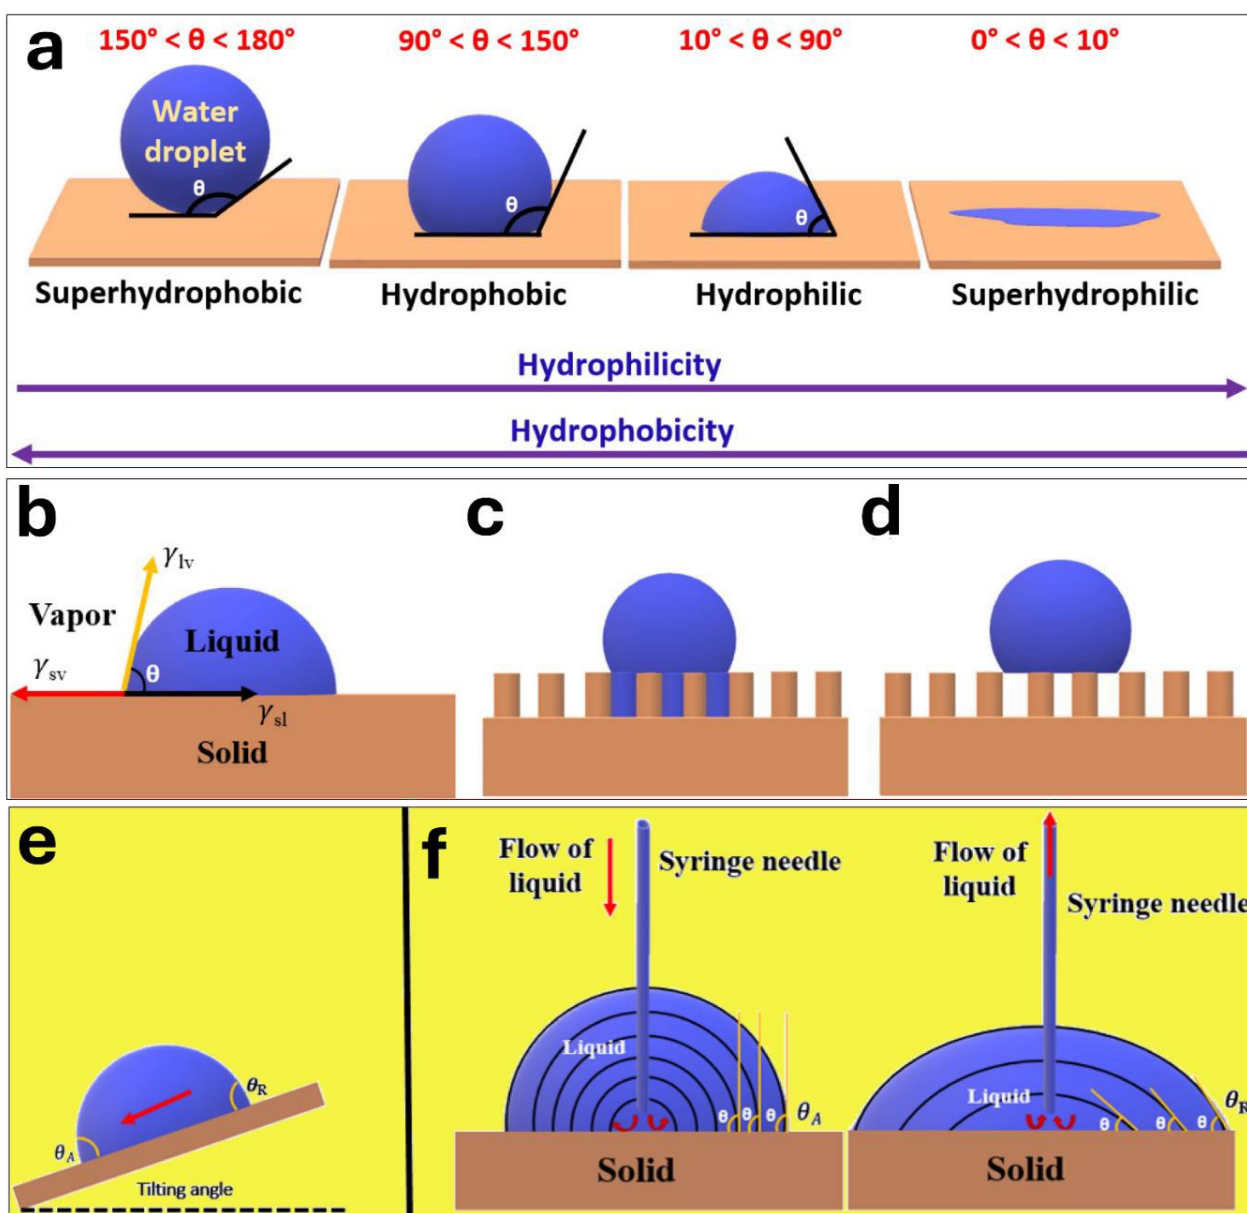 a
150° < θ < 180°
90° < θ < 150°
10° < θ < 90°
0° < θ < 10°
Water
droplet
θ
θ
θ
Superhydrophobic
Hydrophobic
Hydrophilic
Superhydrophilic
Hydrophilicity
Hydrophobicity
b
γlv
Vapor
Liquid
θ
γsv
γsl
Solid
c
d
e
θR
θA
Tilting angle
f
Flow of
liquid
Syringe needle
Liquid
θ
θ
θ
θA
Solid
Flow of
liquid
Syringe needle
Liquid
θ
θ
θ
θR
Solid